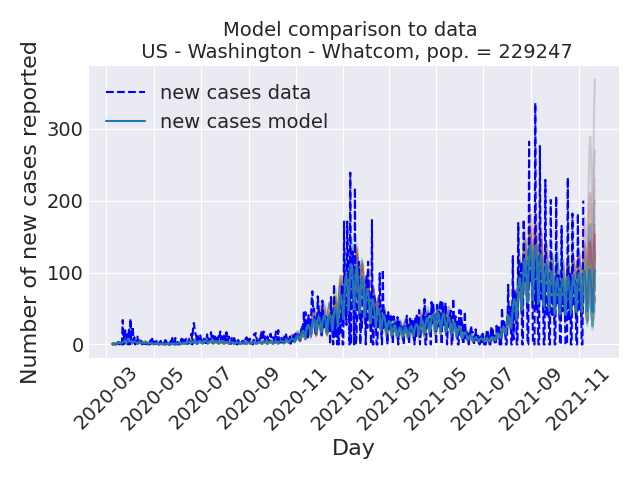 Model comparison to data
US - Washington - Whatcom, pop. = 229247
Number of new cases reported
new cases data
new cases model
300
200
100
0
2020-03
2020-05
2020-07
2020-09
2020-11
2021-01
2021-03
2021-05
2021-07
2021-09
2021-11
Day